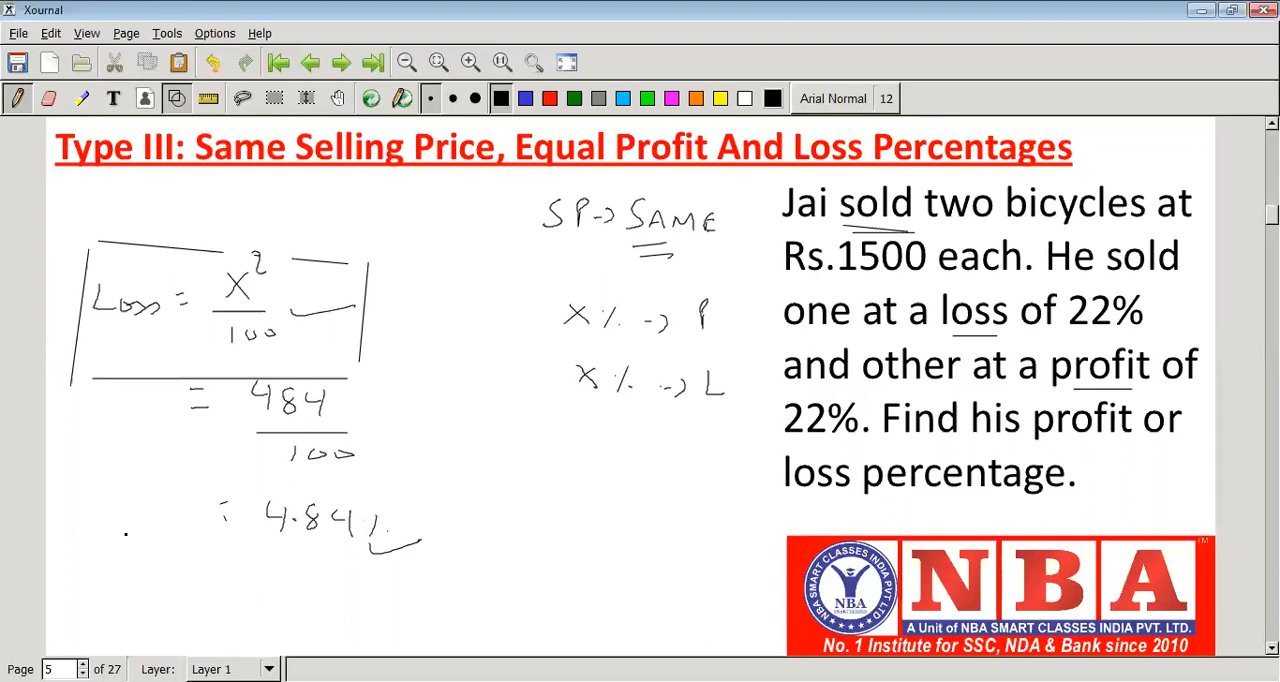 Xournal
File Edit View Page Tools Options Help
Arial Normal 12
Type III: Same Selling Price, Equal Profit And Loss Percentages
Loss = X²/100
= 484/100
= 4.84%
SP → SAME
X % → P
X % → L
Jai sold two bicycles at
Rs.1500 each. He sold
one at a loss of 22%
and other at a profit of
22%. Find his profit or
loss percentage.
NBA SMART CLASSES INDIA PVT LTD
NBA
NBA
TM
A Unit of NBA SMART CLASSES INDIA PVT. LTD.
No. 1 Institute for SSC, NDA & Bank since 2010
Page 5 of 27 Layer: Layer 1